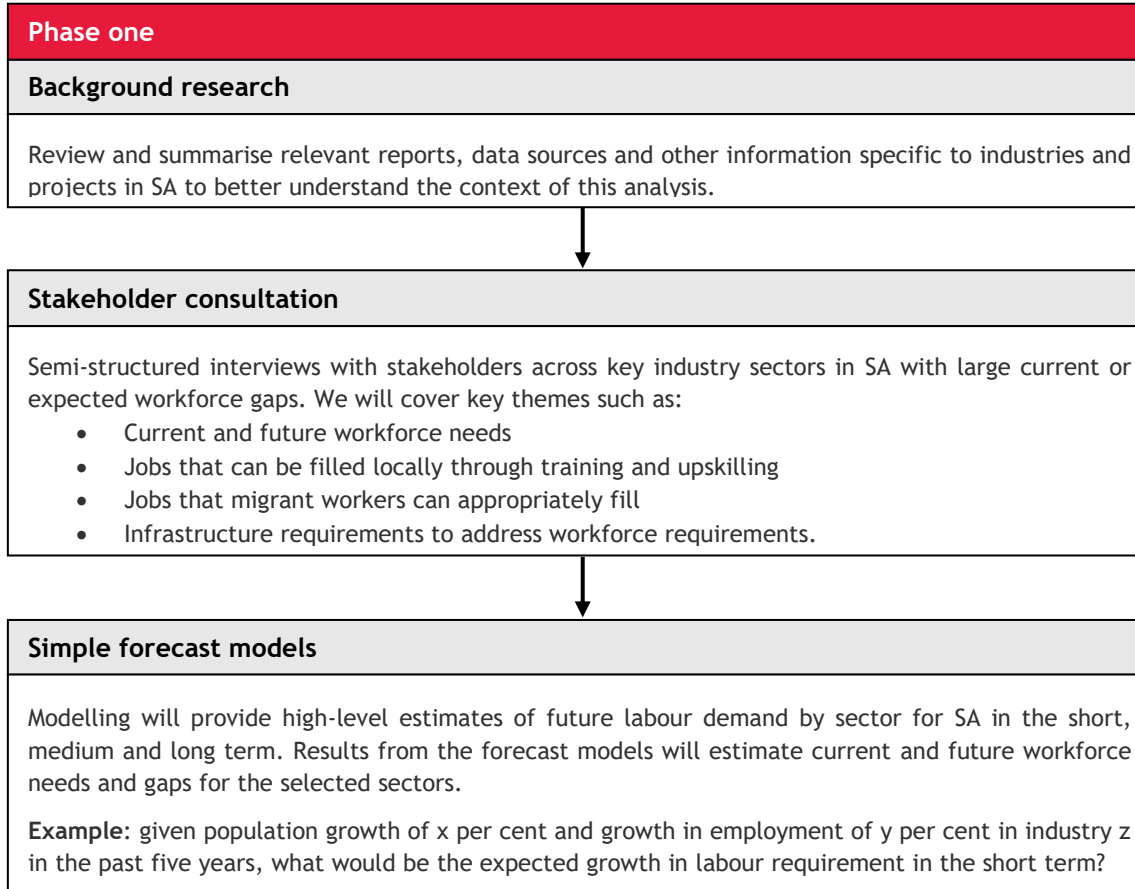 Phase one
Background research
Review and summarise relevant reports, data sources and other information specific to industries and
projects in SA to better understand the context of this analysis.
Stakeholder consultation
Semi-structured interviews with stakeholders across key industry sectors in SA with large current or
expected workforce gaps. We will cover key themes such as:
• Current and future workforce needs
• Jobs that can be filled locally through training and upskilling
• Jobs that migrant workers can appropriately fill
• Infrastructure requirements to address workforce requirements.
Simple forecast models
Modelling will provide high-level estimates of future labour demand by sector for SA in the short,
medium and long term. Results from the forecast models will estimate current and future workforce
needs and gaps for the selected sectors.
Example: given population growth of x per cent and growth in employment of y per cent in industry z
in the past five years, what would be the expected growth in labour requirement in the short term?